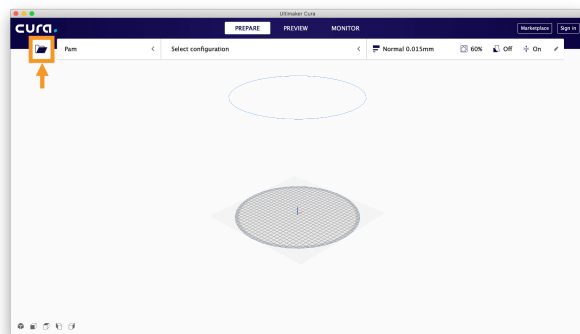 Ultimaker Cura
cura.
PREPARE PREVIEW MONITOR
Marketplace Sign in
Pam Select configuration Normal 0.015mm 60% Off On